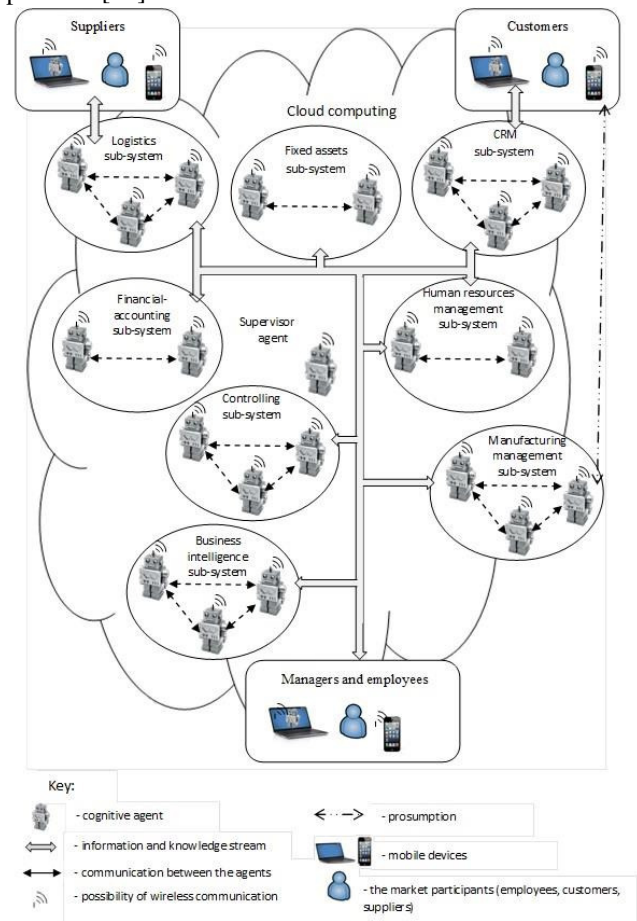 Suppliers
Customers
Cloud computing
Logistics
sub-system
Fixed assets
sub-system
CRM
sub-system
Financial-
accounting
sub-system
Supervisor
agent
Human resources
management
sub-system
Controlling
sub-system
Manufacturing
management
sub-system
Business
intelligence
sub-system
Managers and employees
Key:
- cognitive agent
- information and knowledge stream
- communication between the agents
- possibility of wireless communication
- prosumption
- mobile devices
- the market participants (employees, customers,
suppliers)